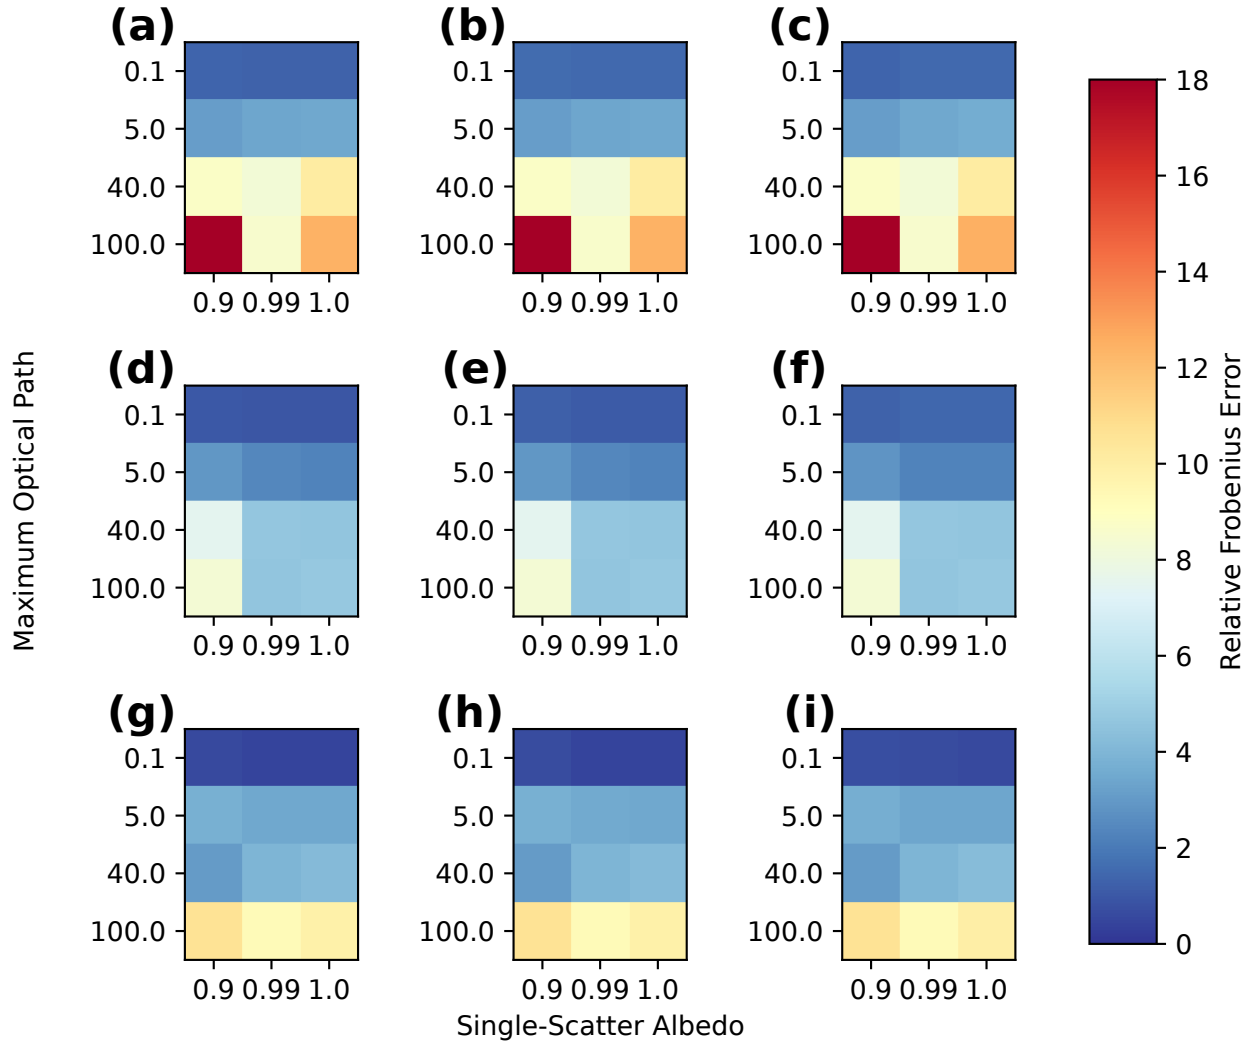 (a) (b) (c)
0.1 0.1 0.1 18
5.0 5.0 5.0 16
40.0 40.0 40.0 14
100.0 100.0 100.0 12
0.9 0.99 1.0 0.9 0.99 1.0 0.9 0.99 1.0
(d) (e) (f)
0.1 0.1 0.1 10
5.0 5.0 5.0 8
40.0 40.0 40.0 6
100.0 100.0 100.0 4
0.9 0.99 1.0 0.9 0.99 1.0 0.9 0.99 1.0
(g) (h) (i)
0.1 0.1 0.1 2
5.0 5.0 5.0 0
40.0 40.0 40.0
100.0 100.0 100.0
0.9 0.99 1.0 0.9 0.99 1.0 0.9 0.99 1.0
Maximum Optical Path
Single-Scatter Albedo
Relative Frobenius Error